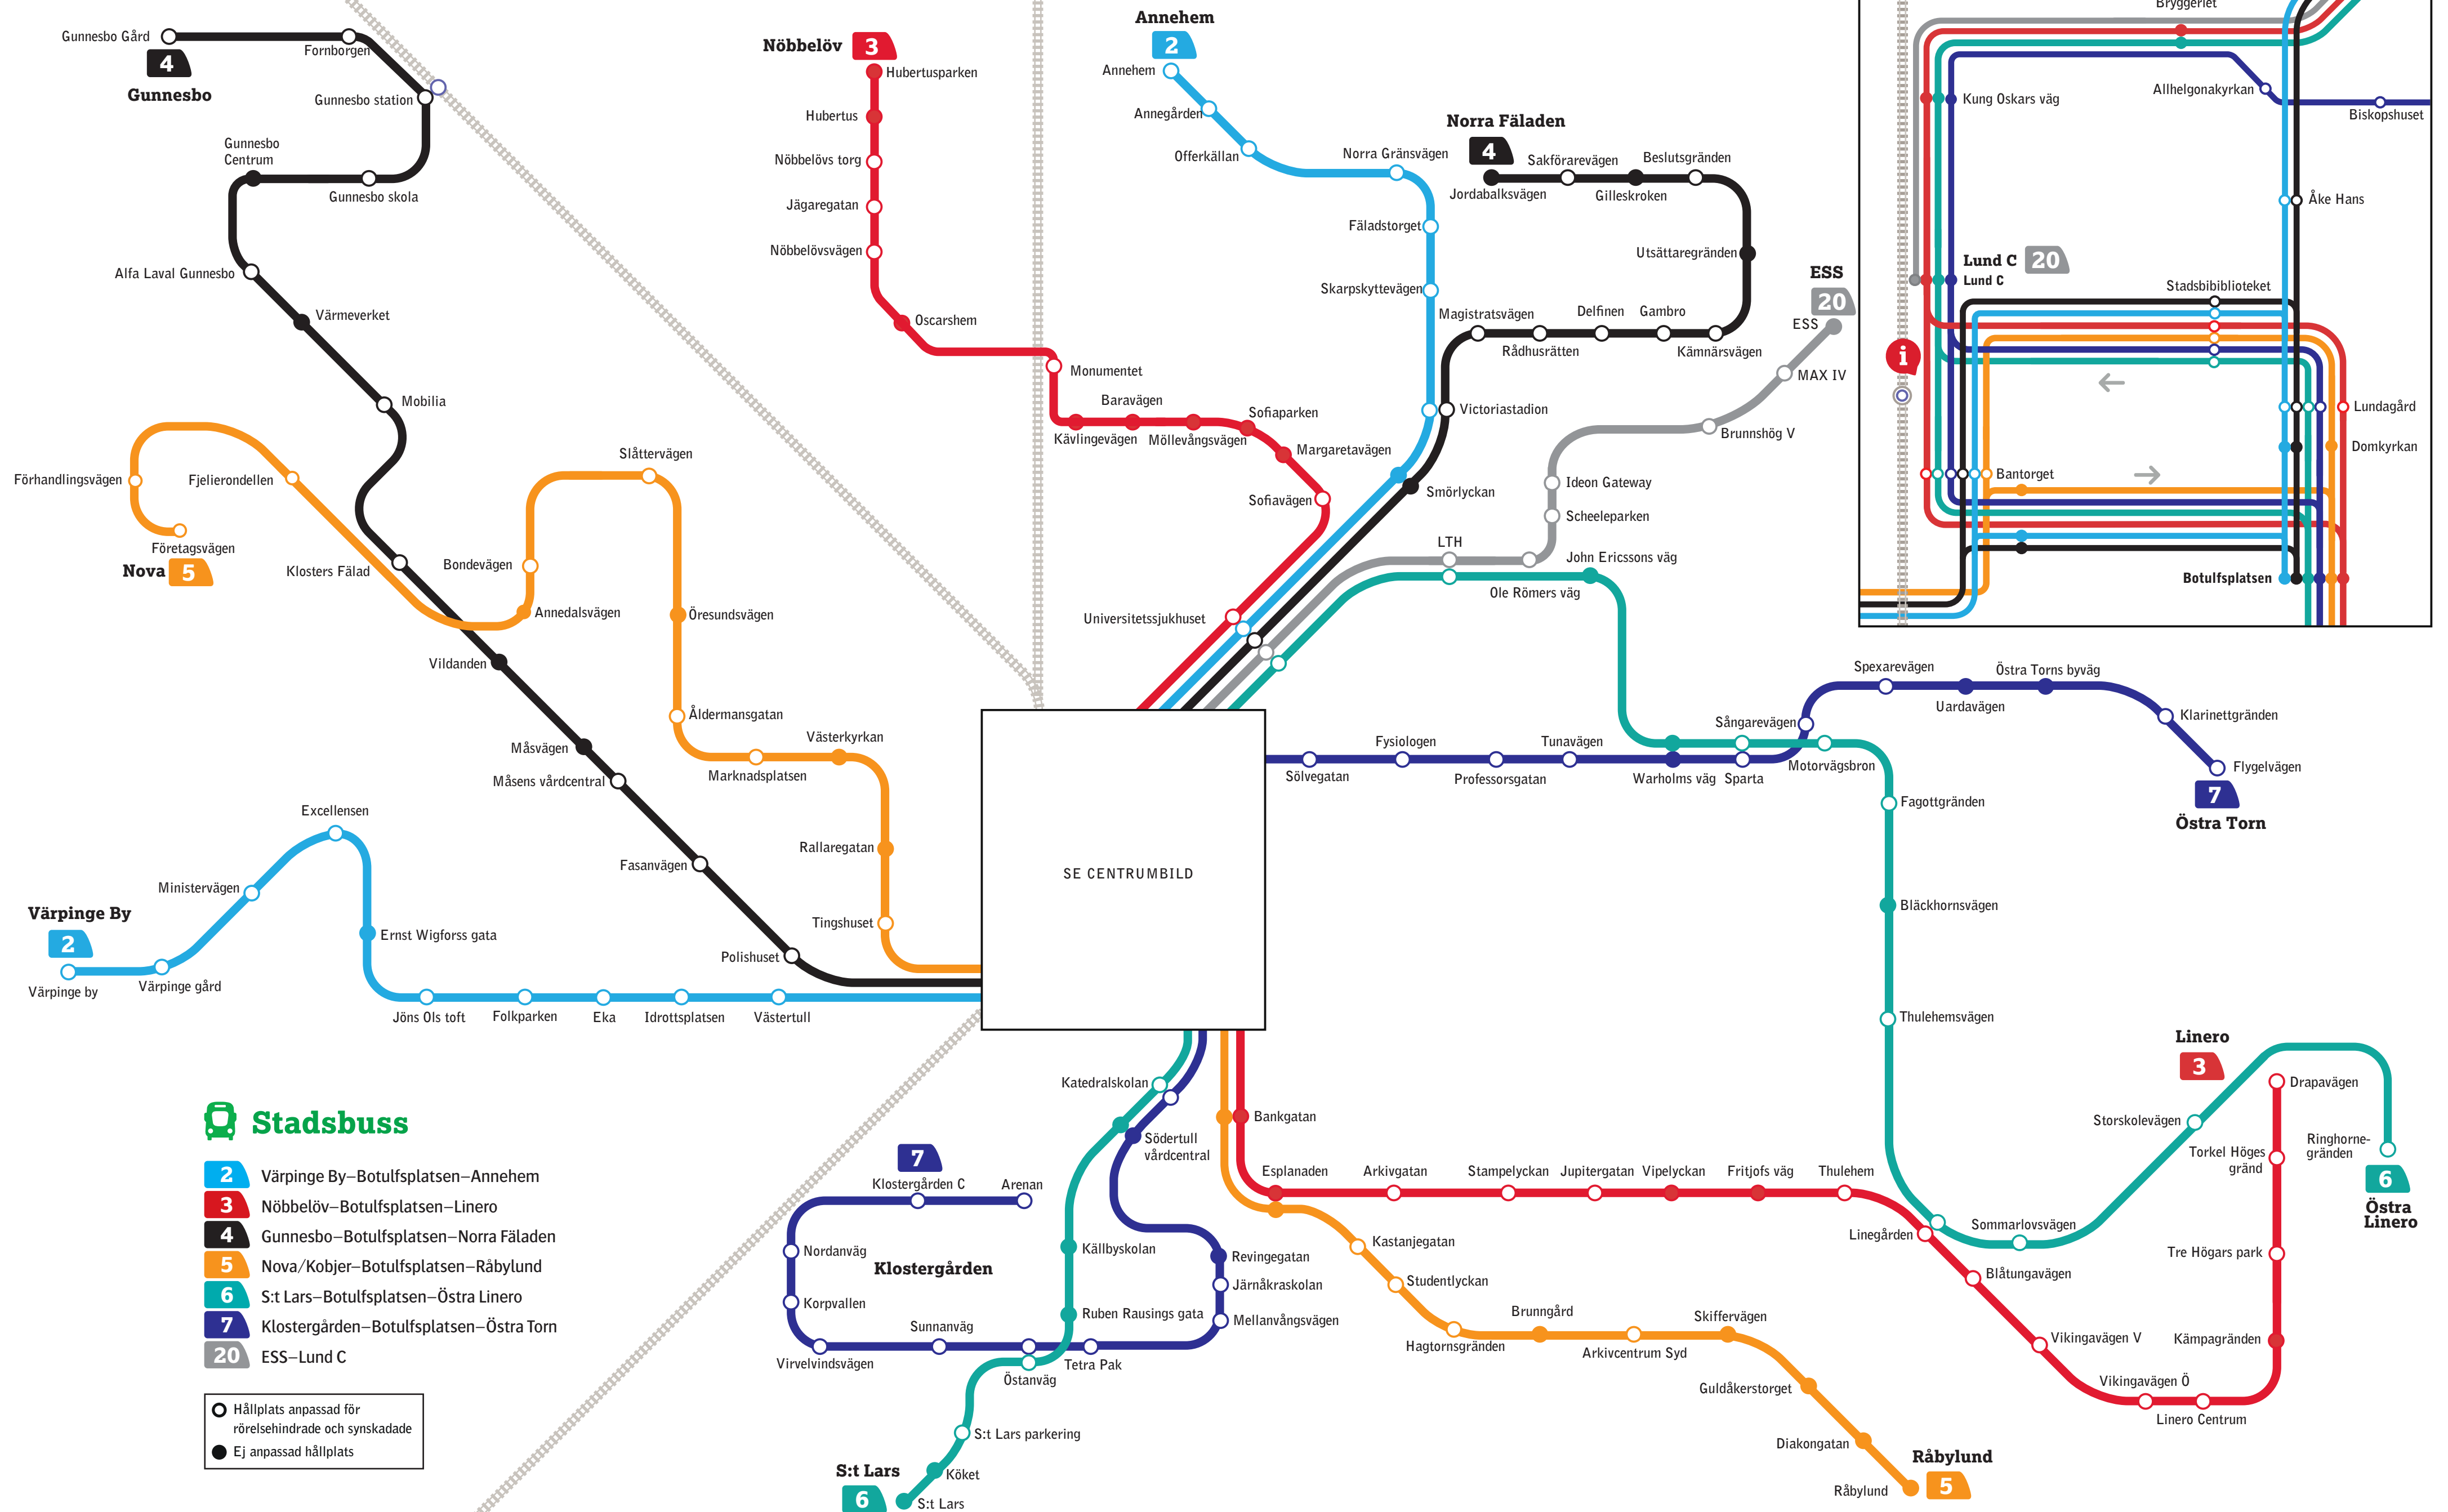 Gunnesbo Gård
4
Gunnesbo
Fornborgen
Gunnesbo station
Gunnesbo
Centrum
Gunnesbo skola
Alfa Laval Gunnesbo
Värmeverket
Mobilia
Klosters Fälad
Vildanden
Måsvägen
Måsens vårdcentral
Fasanvägen
Polishuset
Förhandlingsvägen
Fjelierondellen
Företagsvägen
Nova 5
Slåttervägen
Bondevägen
Annedalsvägen
Öresundsvägen
Åldermansgatan
Västerkyrkan
Marknadsplatsen
Rallaregatan
Tingshuset
Excellensen
Ministervägen
Värpinge By
2
Värpinge by
Värpinge gård
Ernst Wigforss gata
Jöns Ols toft
Folkparken
Eka
Idrottsplatsen
Västertull
Nöbbelöv 3
Hubertusparken
Hubertus
Nöbbelövs torg
Jägaregatan
Nöbbelövsvägen
Oscarshem
Monumentet
Baravägen
Kävlingevägen
Möllevångsvägen
Sofiaparken
Margaretavägen
Sofiavägen
Universitetssjukhuset
Annehem
2
Annehem
Annegården
Offerkällan
Norra Gränsvägen
Fäladstorget
Skarpskyttevägen
Norra Fäladen
4
Sakförarevägen
Beslutsgränden
Jordabalksvägen
Gilleskroken
Utsättaregränden
Magistratsvägen
Delfinen
Gambro
Rådhusrätten
Kämnärsvägen
Victoriastadion
Smörlyckan
ESS
20
ESS
MAX IV
Brunnshög V
Ideon Gateway
Scheeleparken
LTH
John Ericssons väg
Ole Römers väg
Bryggeriet
Kung Oskars väg
Allhelgonakyrkan
Biskopshuset
Åke Hans
Lund C 20
Lund C
Stadsbibiblioteket
i
Lundagård
Domkyrkan
Bantorget
Botulfsplatsen
SE CENTRUMBILD
Sölvegatan
Fysiologen
Professorsgatan
Tunavägen
Warholms väg
Sparta
Sångarevägen
Motorvägsbron
Spexarevägen
Uardavägen
Östra Torns byväg
Klarinettgränden
Flygelvägen
7
Östra Torn
Fagottgränden
Bläckhornsvägen
Thulehemsvägen
Stadsbuss
2 Värpinge By–Botulfsplatsen–Annehem
3 Nöbbelöv–Botulfsplatsen–Linero
4 Gunnesbo–Botulfsplatsen–Norra Fäladen
5 Nova/Kobjer–Botulfsplatsen–Råbylund
6 S:t Lars–Botulfsplatsen–Östra Linero
7 Klostergården–Botulfsplatsen–Östra Torn
20 ESS–Lund C
Hållplats anpassad för
rörelsehindrade och synskadade
Ej anpassad hållplats
Katedralskolan
Södertull
vårdcentral
7
Klostergården C
Arenan
Nordanväg
Klostergården
Korpvallen
Virvelvindsvägen
Sunnanväg
Östanväg
Tetra Pak
Källbyskolan
Ruben Rausings gata
Revingegatan
Järnåkraskolan
Mellanvångsvägen
S:t Lars parkering
Köket
S:t Lars
S:t Lars
6
Bankgatan
Esplanaden
Arkivgatan
Stampelyckan
Jupitergatan
Vipelyckan
Fritjofs väg
Thulehem
Kastanjegatan
Studentlyckan
Hagtornsgränden
Brunngård
Arkivcentrum Syd
Skiffervägen
Guldåkerstorget
Diakongatan
Råbylund
Råbylund
5
Linegården
Sommarlovsvägen
Blåtungavägen
Vikingavägen V
Vikingavägen Ö
Linero Centrum
Kämpagränden
Tre Högars park
Torkel Höges
gränd
Drapavägen
Linero
3
Storskolevägen
Ringhorne-
gränden
6
Östra
Linero